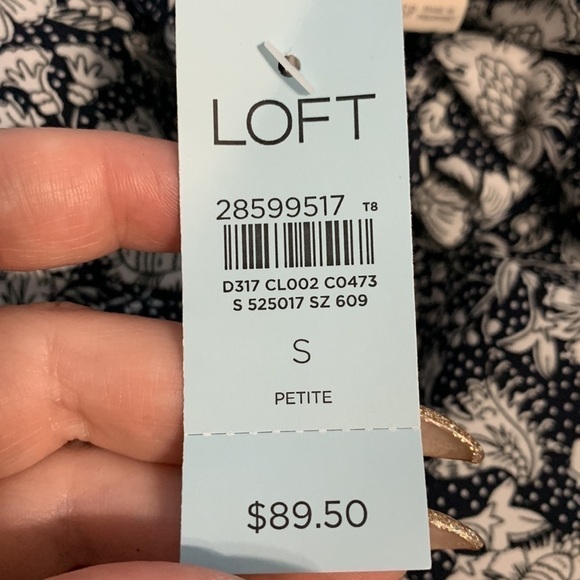 LOFT
28599517 T8
D317 CL002 C0473
S 525017 SZ 609
S
PETITE
$89.50